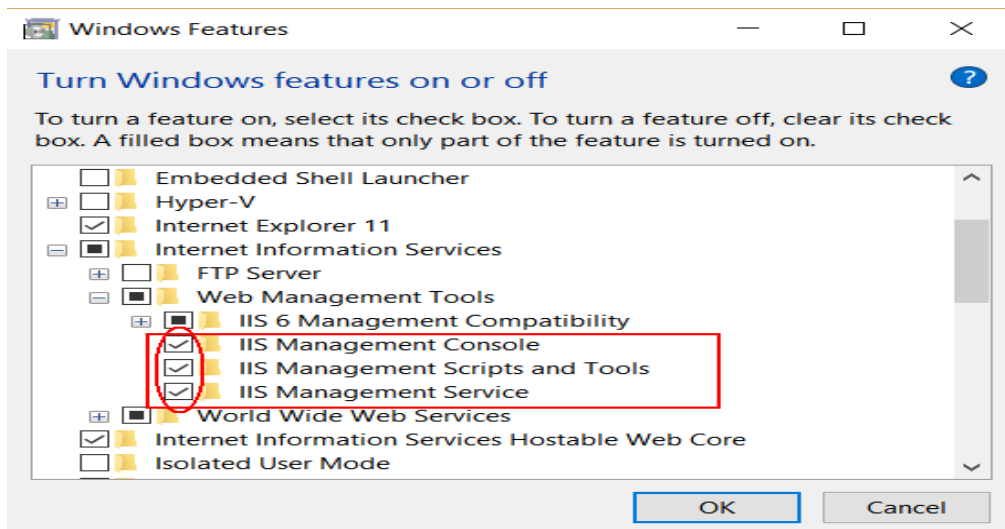 Windows Features
Turn Windows features on or off
?
To turn a feature on, select its check box. To turn a feature off, clear its check
box. A filled box means that only part of the feature is turned on.
Embedded Shell Launcher
Hyper-V
Internet Explorer 11
Internet Information Services
FTP Server
Web Management Tools
IIS 6 Management Compatibility
IIS Management Console
IIS Management Scripts and Tools
IIS Management Service
World Wide Web Services
Internet Information Services Hostable Web Core
Isolated User Mode
OK Cancel